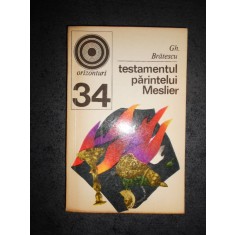 Gh.
Brătescu
orizonturi
testamentul
părintelui
Meslier
34